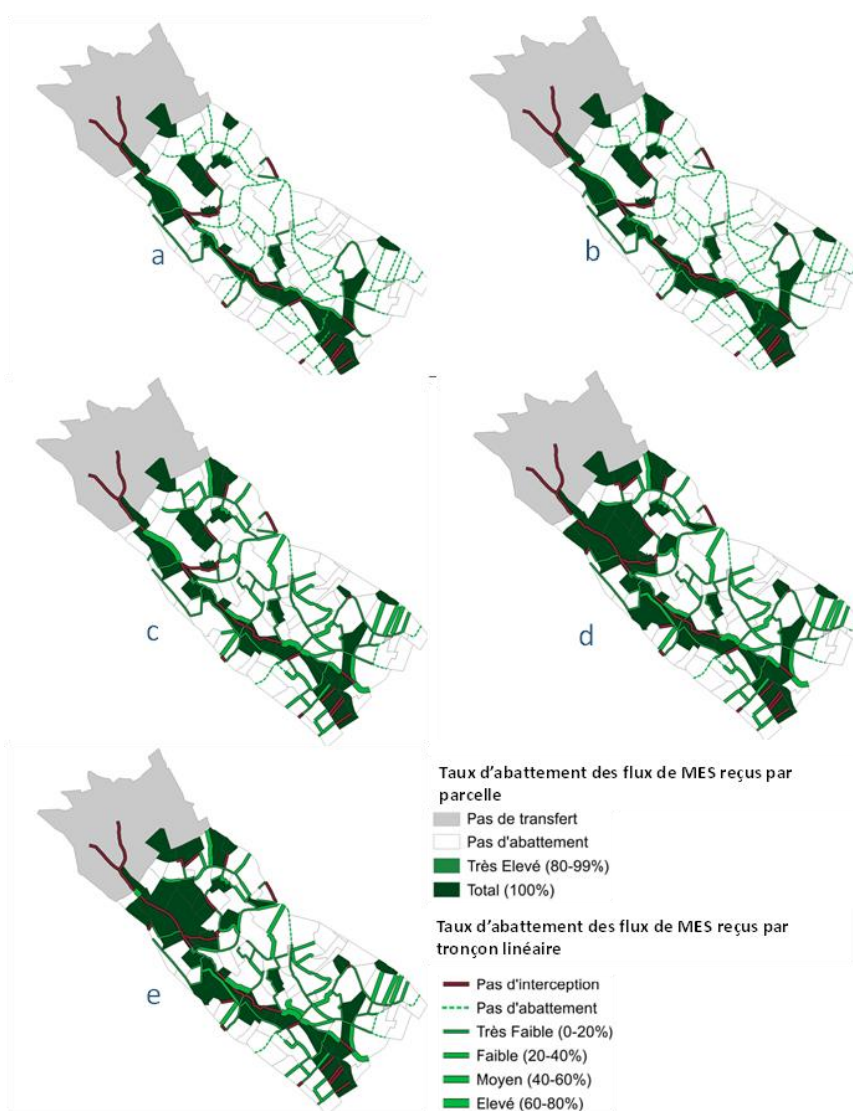 a
b
c
d
e
Taux d'abattement des flux de MES reçus par
parcelle
Pas de transfert
Pas d'abattement
Très Elevé (80-99%)
Total (100%)
Taux d'abattement des flux de MES reçus par
tronçon linéaire
Pas d'interception
Pas d'abattement
Très Faible (0-20%)
Faible (20-40%)
Moyen (40-60%)
Elevé (60-80%)